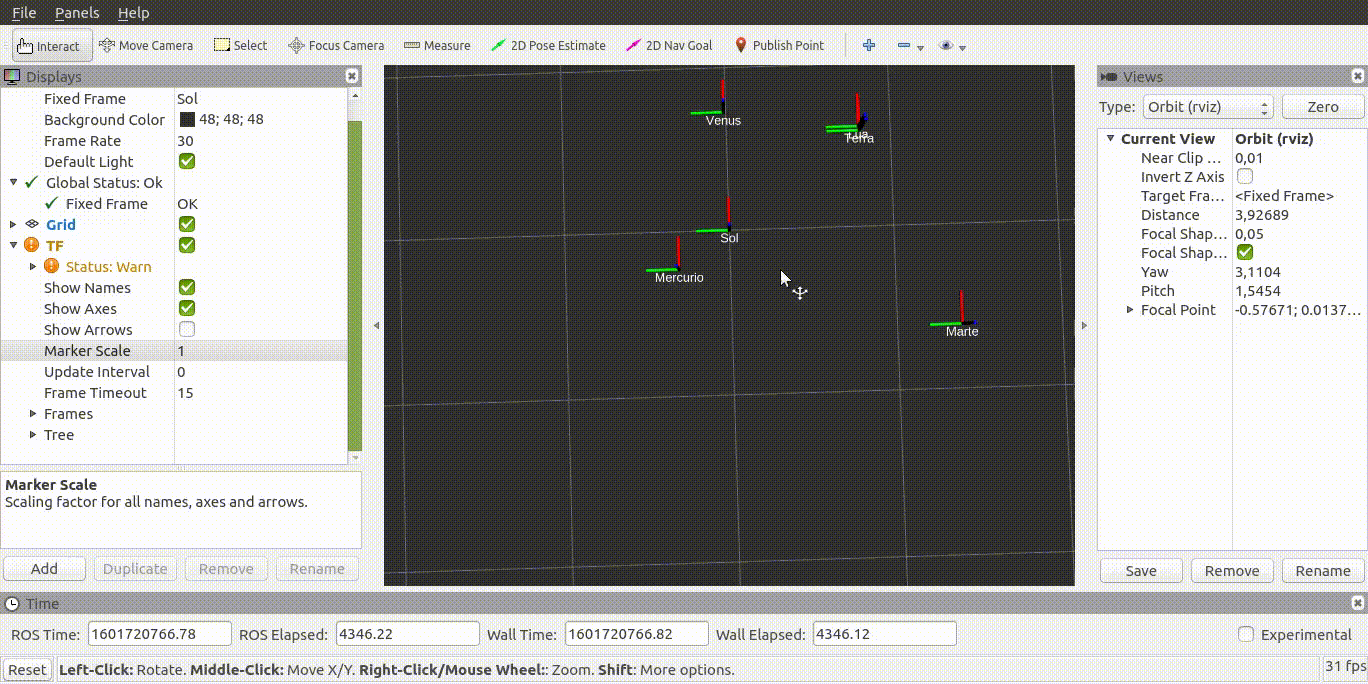 File Panels Help
Interact Move Camera Select Focus Camera Measure 2D Pose Estimate 2D Nav Goal Publish Point
Displays
Fixed Frame Sol
Background Color 48; 48; 48
Frame Rate 30
Default Light
Global Status: Ok
Fixed Frame OK
Grid
TF
Status: Warn
Show Names
Show Axes
Show Arrows
Marker Scale 1
Update Interval 0
Frame Timeout 15
Frames
Tree
Marker Scale
Scaling factor for all names, axes and arrows.
Add Duplicate Remove Rename
Venus
Lua
Terra
Sol
Mercurio
Marte
Views
Type: Orbit (rviz) Zero
Current View Orbit (rviz)
Near Clip ... 0,01
Invert Z Axis
Target Fra... <Fixed Frame>
Distance 3,92689
Focal Shap... 0,05
Focal Shap...
Yaw 3,1104
Pitch 1,5454
Focal Point -0.57671; 0.0137...
Save Remove Rename
Time
ROS Time: 1601720766.78 ROS Elapsed: 4346.22 Wall Time: 1601720766.82 Wall Elapsed: 4346.12 Experimental
Reset Left-Click: Rotate. Middle-Click: Move X/Y. Right-Click/Mouse Wheel:: Zoom. Shift: More options. 31 fps